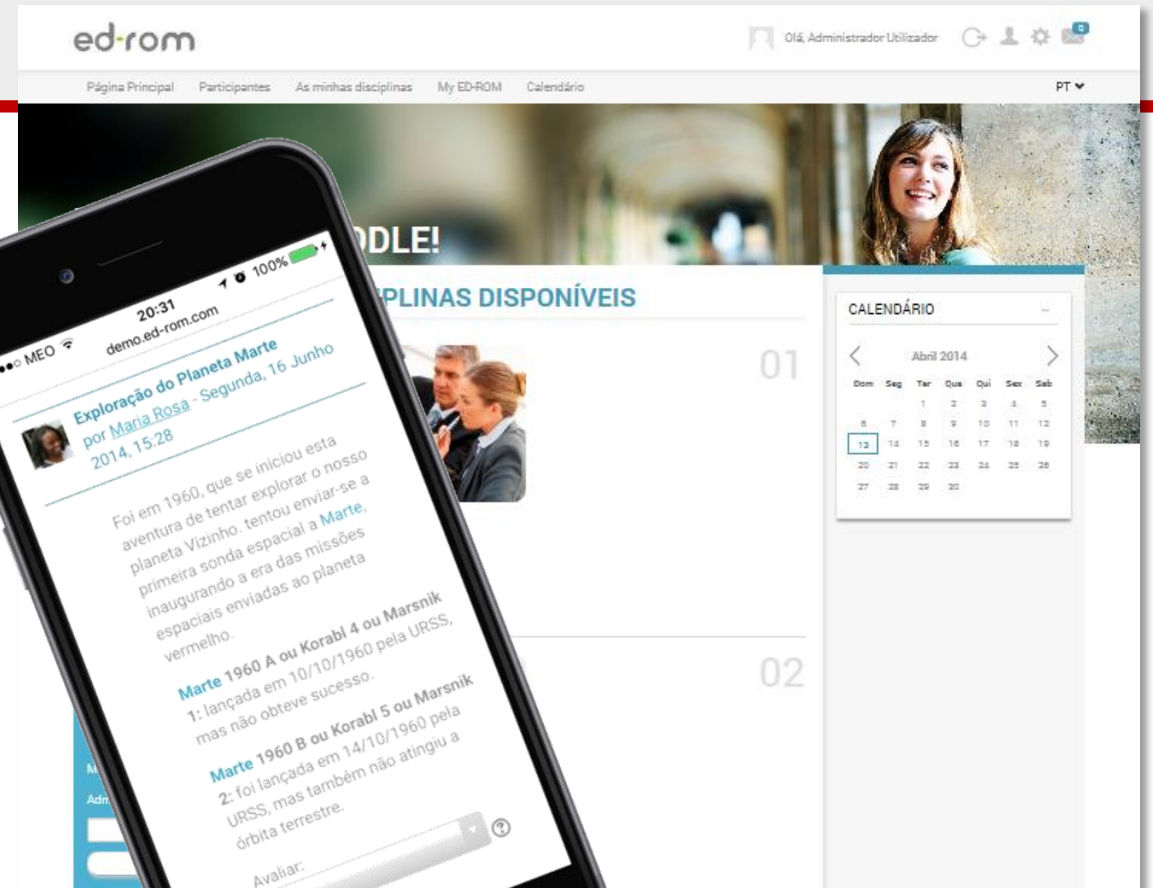 ed-rom
Olá, Administrador Utilizador
0
Página Principal Participantes As minhas disciplinas My ED-ROM Calendário
PT
DDLE!
PLINAS DISPONÍVEIS
01
02
CALENDÁRIO
Abril 2014
Dom Seg Ter Qua Qui Sex Sab
1 2 3 4 5
6 7 8 9 10 11 12
13 14 15 16 17 18 19
20 21 22 23 24 25 26
27 28 29 30
MEO 20:31 100%
demo.ed-rom.com
Exploração do Planeta Marte
por Maria Rosa - Segunda, 16 Junho
2014, 15:28
Foi em 1960, que se iniciou esta
aventura de tentar explorar o nosso
planeta Vizinho. tentou enviar-se a
primeira sonda espacial a Marte,
inaugurando a era das missões
espaciais enviadas ao planeta
vermelho.
Marte 1960 A ou Korabl 4 ou Marsnik
1: lançada em 10/10/1960 pela URSS,
mas não obteve sucesso.
Marte 1960 B ou Korabl 5 ou Marsnik
2: foi lançada em 14/10/1960 pela
URSS, mas também não atingiu a
órbita terrestre.
Avaliar:
M
Adm